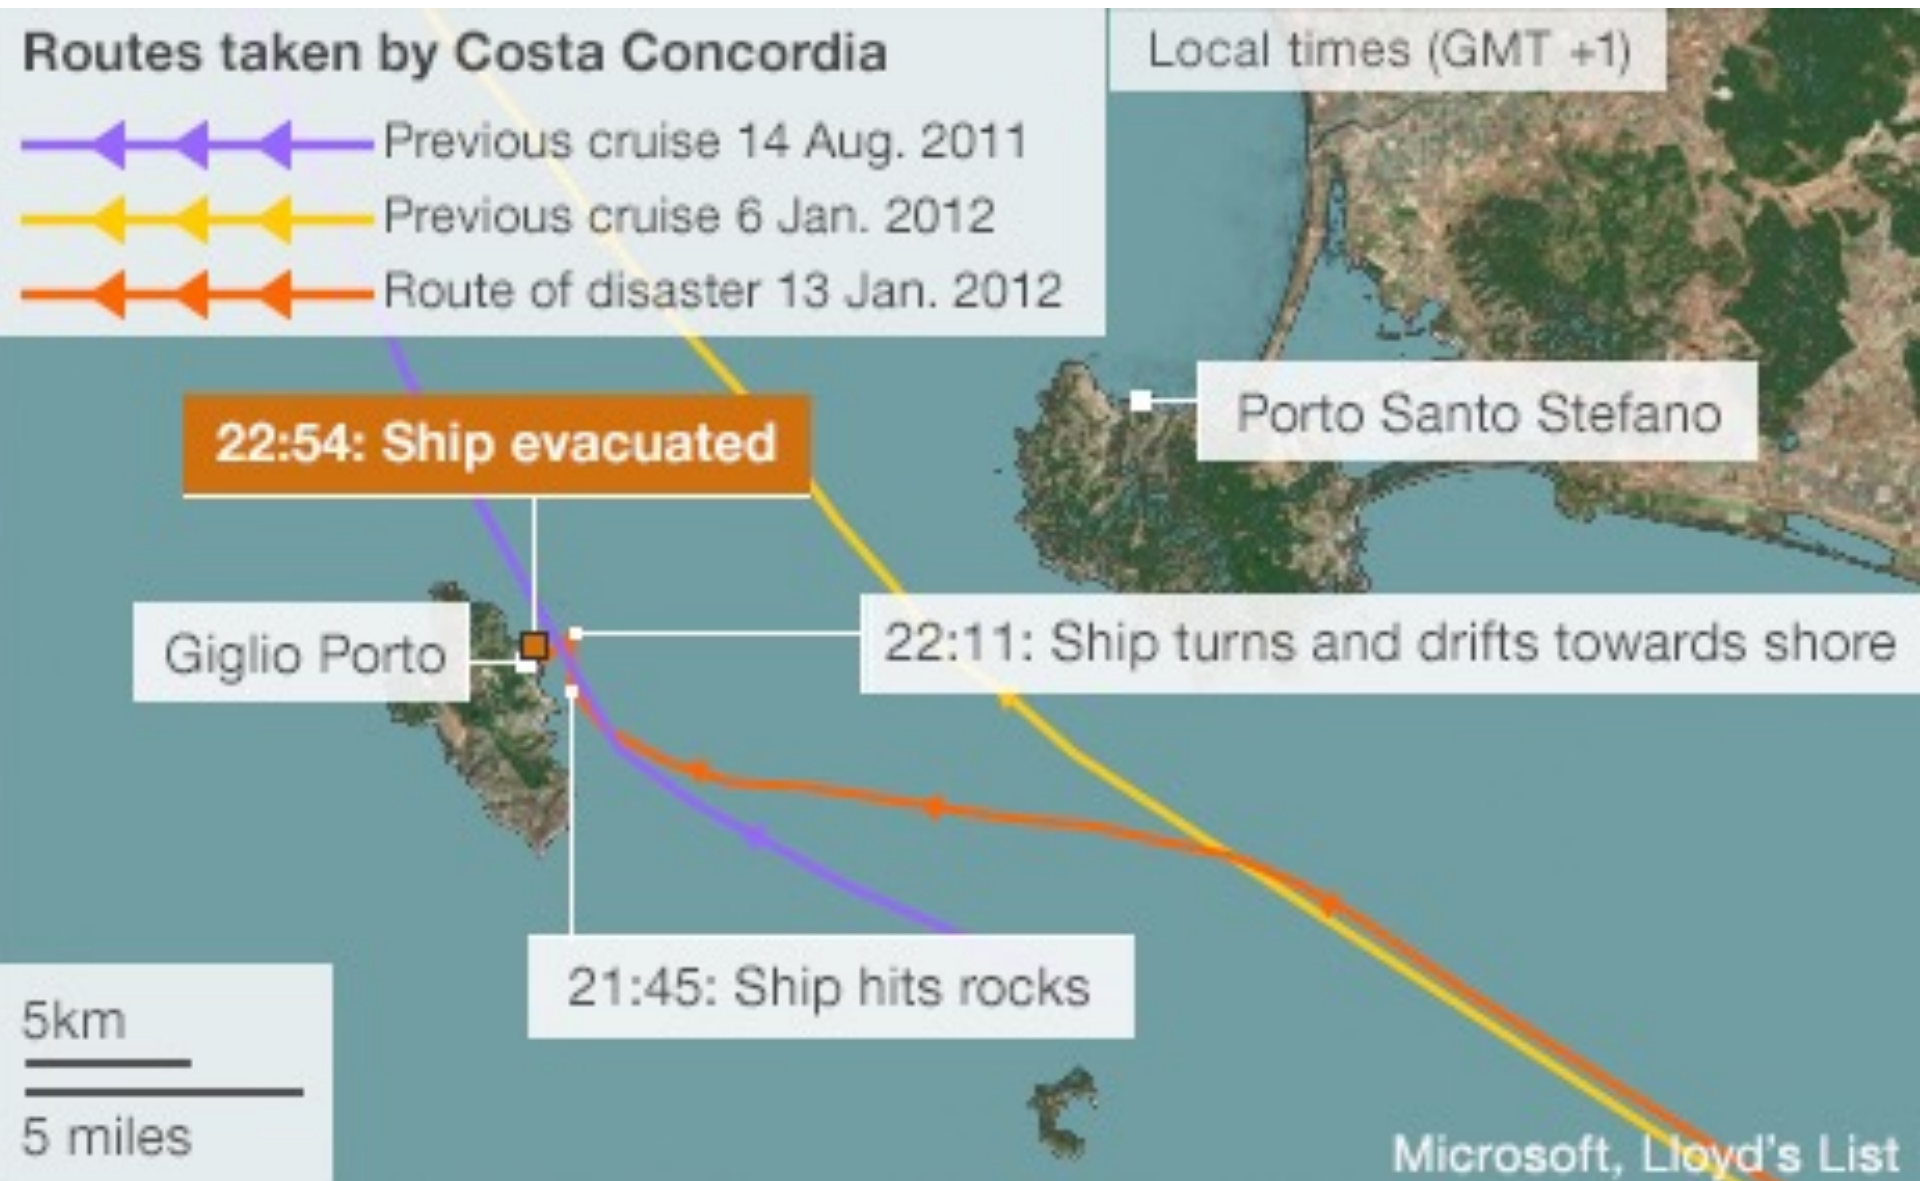 Routes taken by Costa Concordia
Previous cruise 14 Aug. 2011
Previous cruise 6 Jan. 2012
Route of disaster 13 Jan. 2012
Local times (GMT +1)
Porto Santo Stefano
22:54: Ship evacuated
Giglio Porto
22:11: Ship turns and drifts towards shore
21:45: Ship hits rocks
5km
5 miles
Microsoft, Lloyd's List